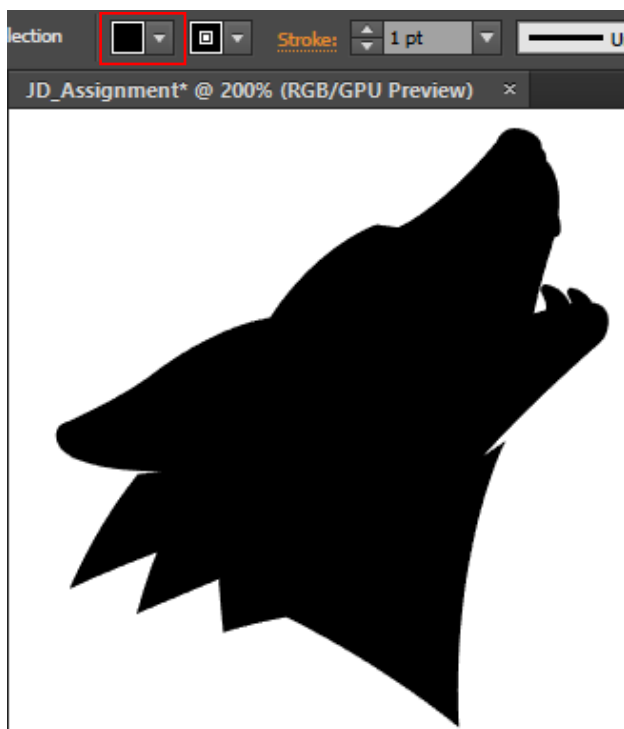 lection Stroke: 1 pt U
JD_Assignment* @ 200% (RGB/GPU Preview) ×